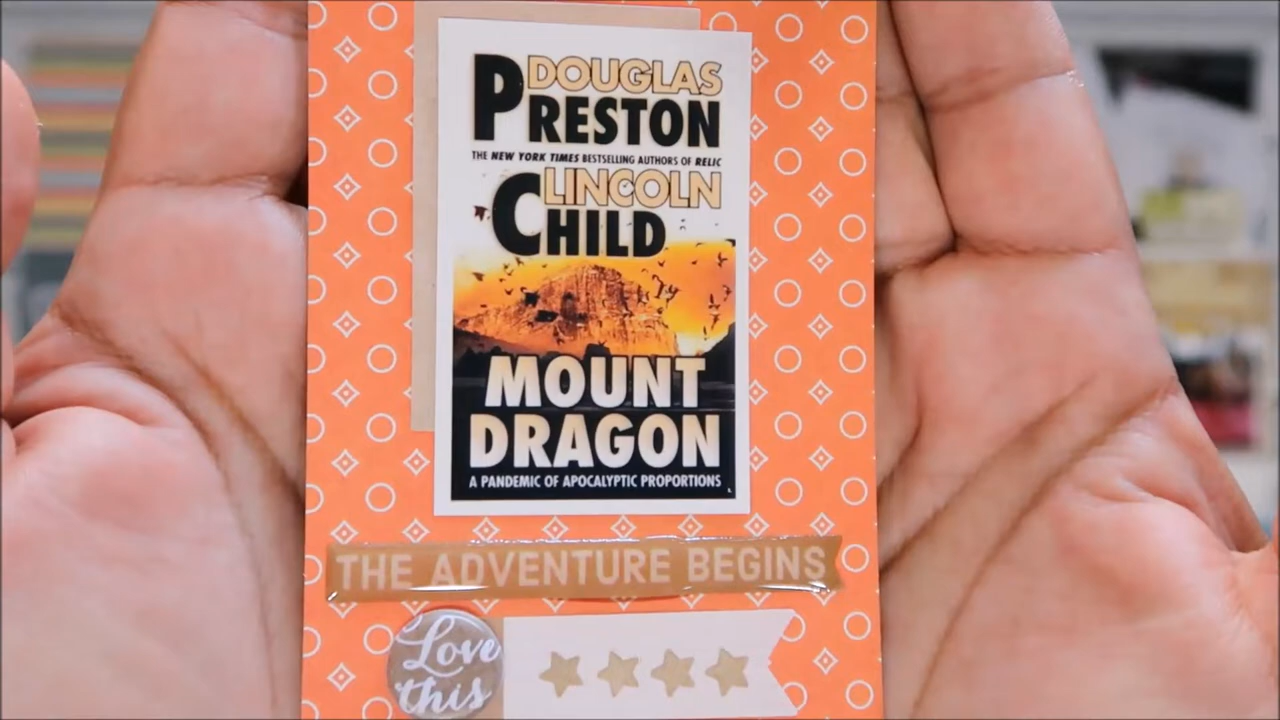 DOUGLAS
PRESTON
THE NEW YORK TIMES BESTSELLING AUTHORS OF RELIC
LINCOLN
CHILD
MOUNT
DRAGON
A PANDEMIC OF APOCALYPTIC PROPORTIONS
THE ADVENTURE BEGINS
Love
this